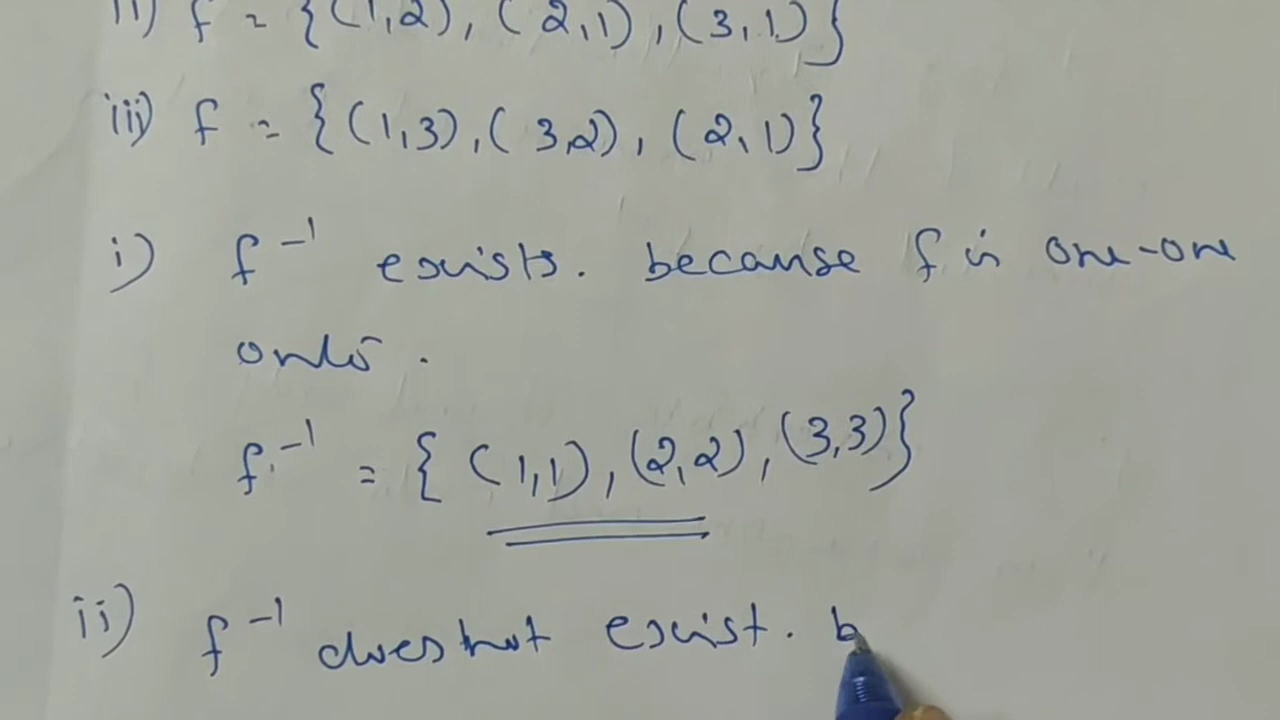 ii) f = {(1,2), (2,1), (3,1)}
iii) f = {(1,3), (3,2), (2,1)}
i) f⁻¹ exists. because f is one-one
onto.
f⁻¹ = {(1,1), (2,2), (3,3)}
ii) f⁻¹ does not exist. b